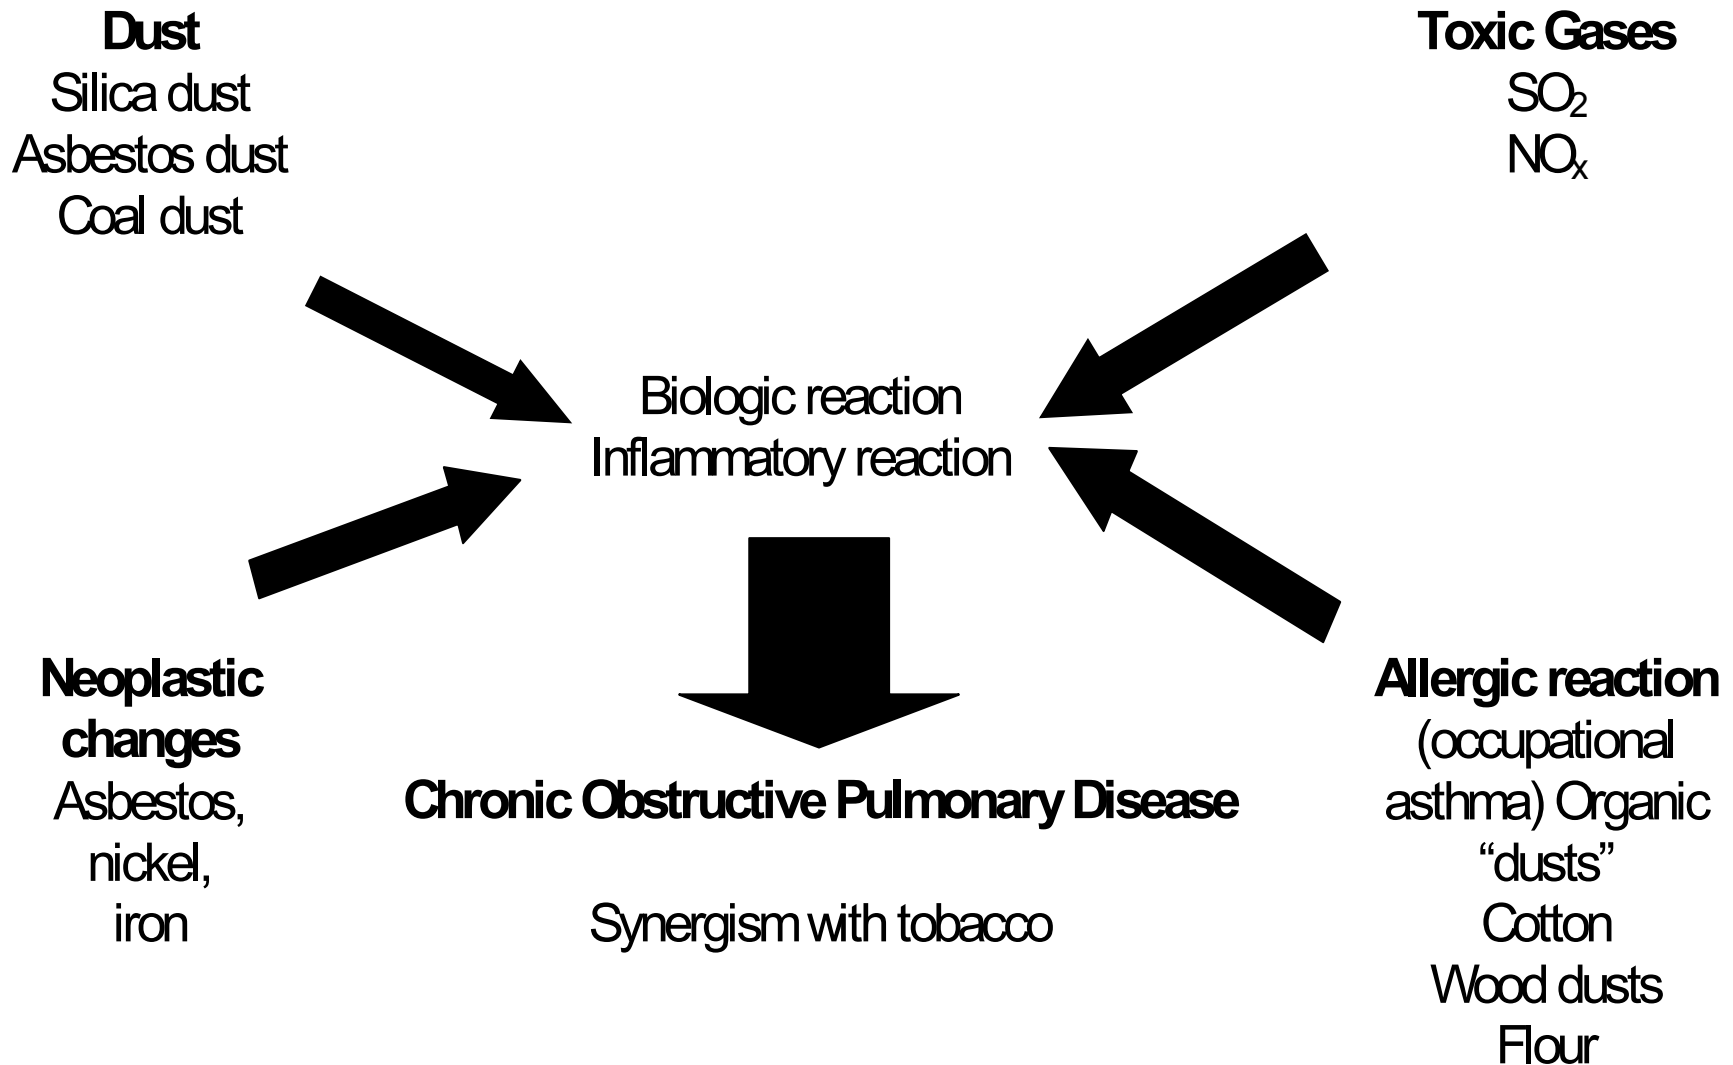 Dust
Silica dust
Asbestos dust
Coal dust
Toxic Gases
SO₂
NOₓ
Biologic reaction
Inflammatory reaction
Neoplastic
changes
Asbestos,
nickel,
iron
Chronic Obstructive Pulmonary Disease
Synergism with tobacco
Allergic reaction
(occupational
asthma) Organic
“dusts”
Cotton
Wood dusts
Flour